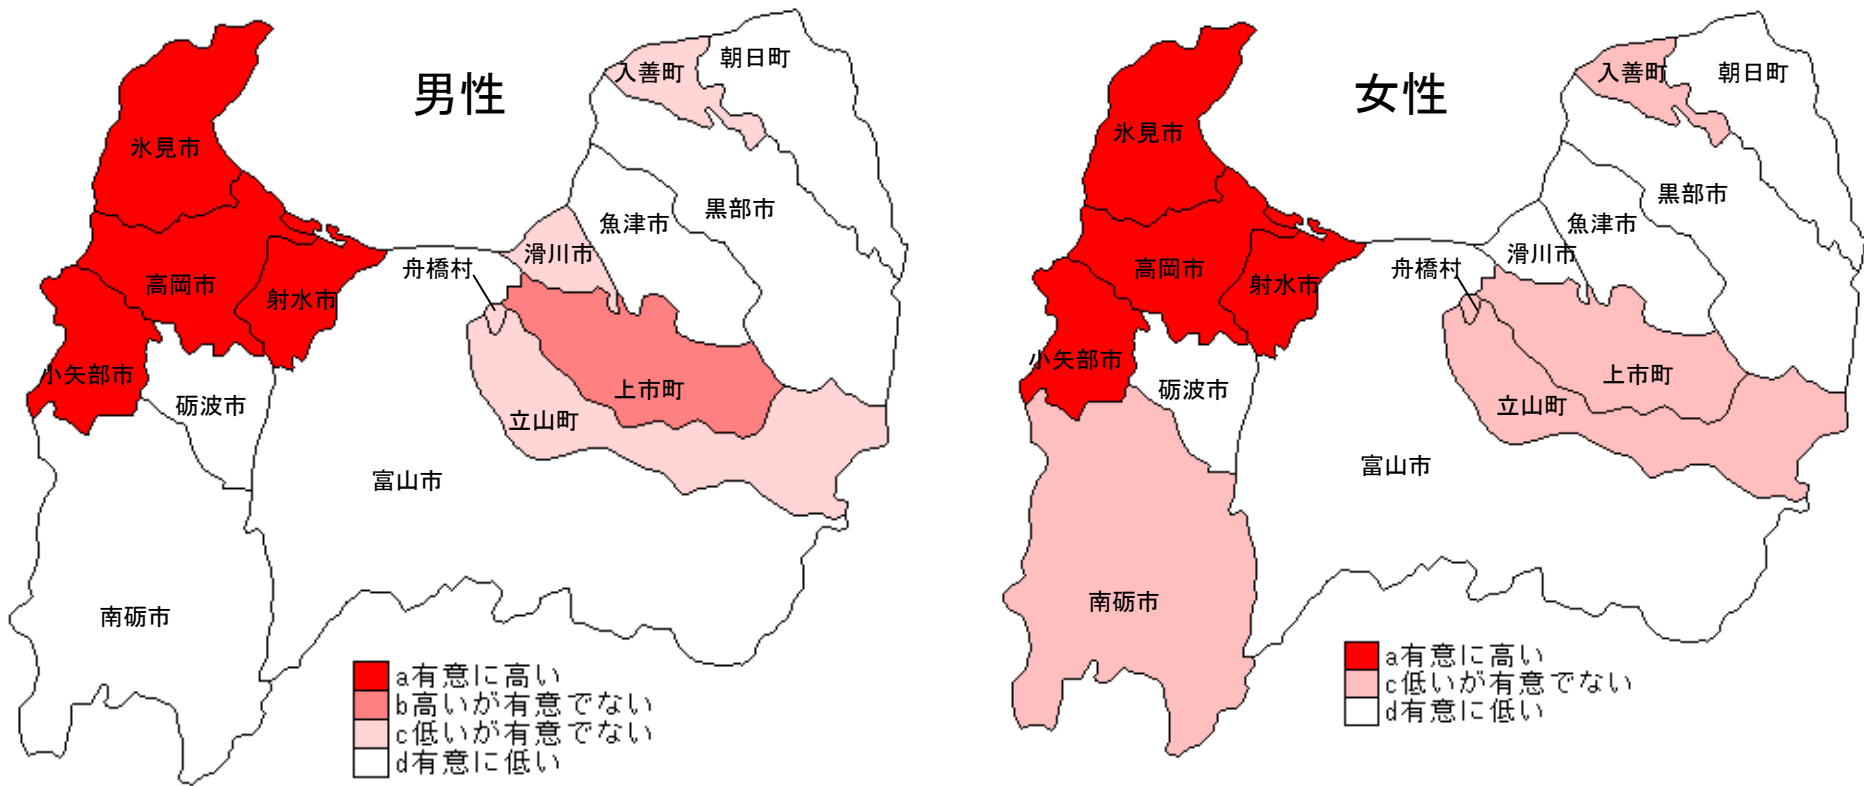 男性
朝日町
入善町
氷見市
黒部市
魚津市
滑川市
舟橋村
高岡市
射水市
小矢部市
上市町
砺波市
立山町
富山市
南砺市
a有意に高い
b高いが有意でない
c低いが有意でない
d有意に低い
女性
朝日町
入善町
氷見市
黒部市
魚津市
滑川市
舟橋村
高岡市
射水市
小矢部市
上市町
砺波市
立山町
富山市
南砺市
a有意に高い
c低いが有意でない
d有意に低い